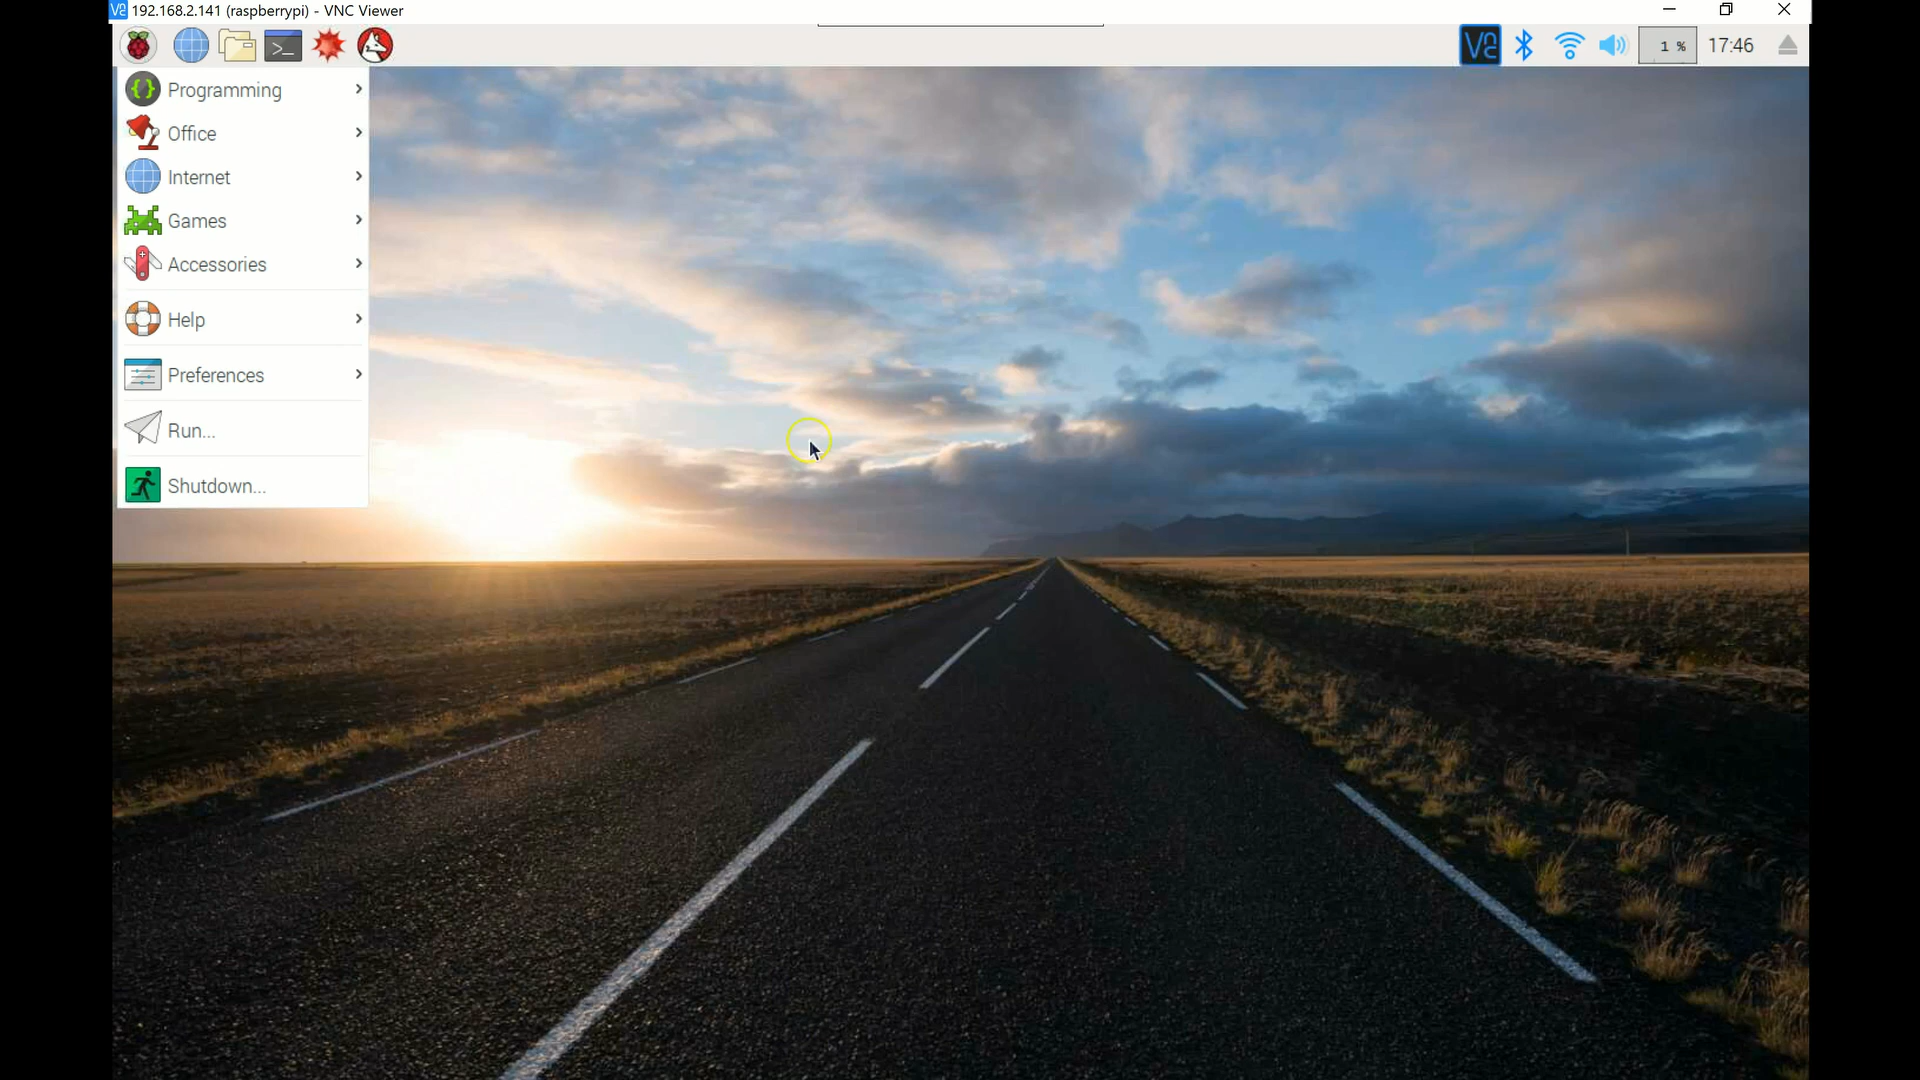 192.168.2.141 (raspberrypi) - VNC Viewer
1 %
17:46
Programming
Office
Internet
Games
Accessories
Help
Preferences
Run...
Shutdown...